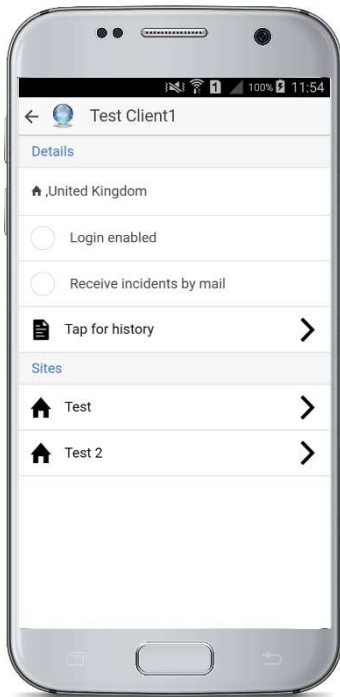 1 100% 11:54
Test Client1
Details
,United Kingdom
Login enabled
Receive incidents by mail
Tap for history
Sites
Test
Test 2